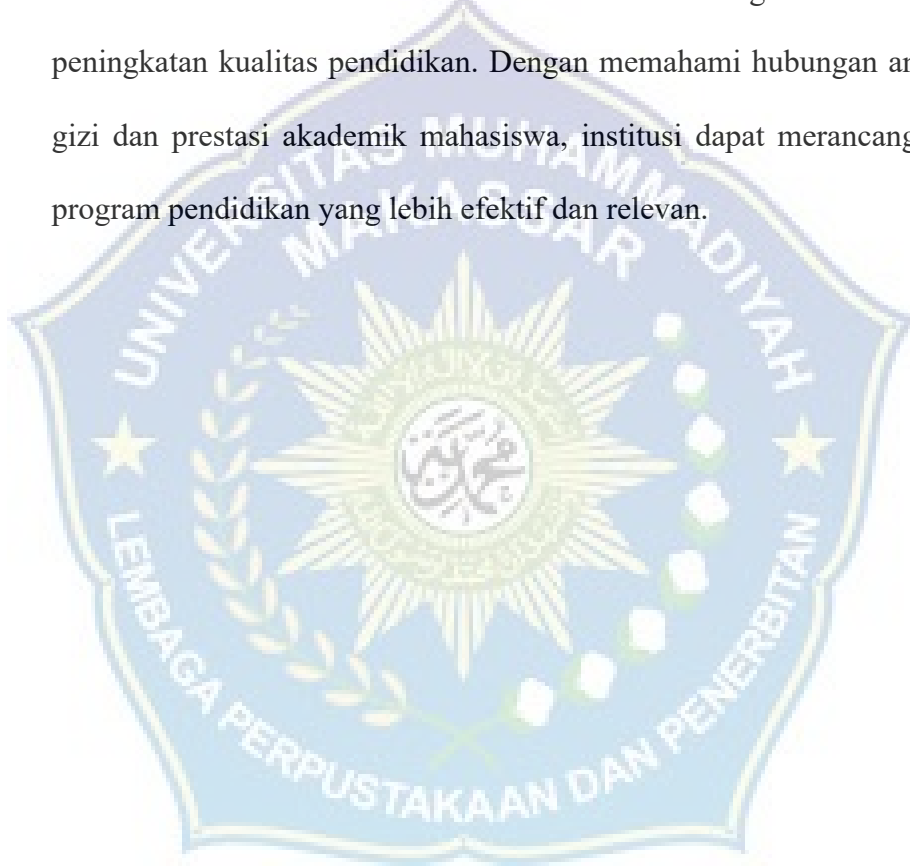 peningkatan kualitas pendidikan. Dengan memahami hubungan
gizi dan prestasi akademik mahasiswa, institusi dapat merancang
program pendidikan yang lebih efektif dan relevan.
UNIVERSITAS MUHAMMADIYAH
MAKASSAR
محمد
LEMBAGA PERPUSTAKAAN DAN PENERBITAN